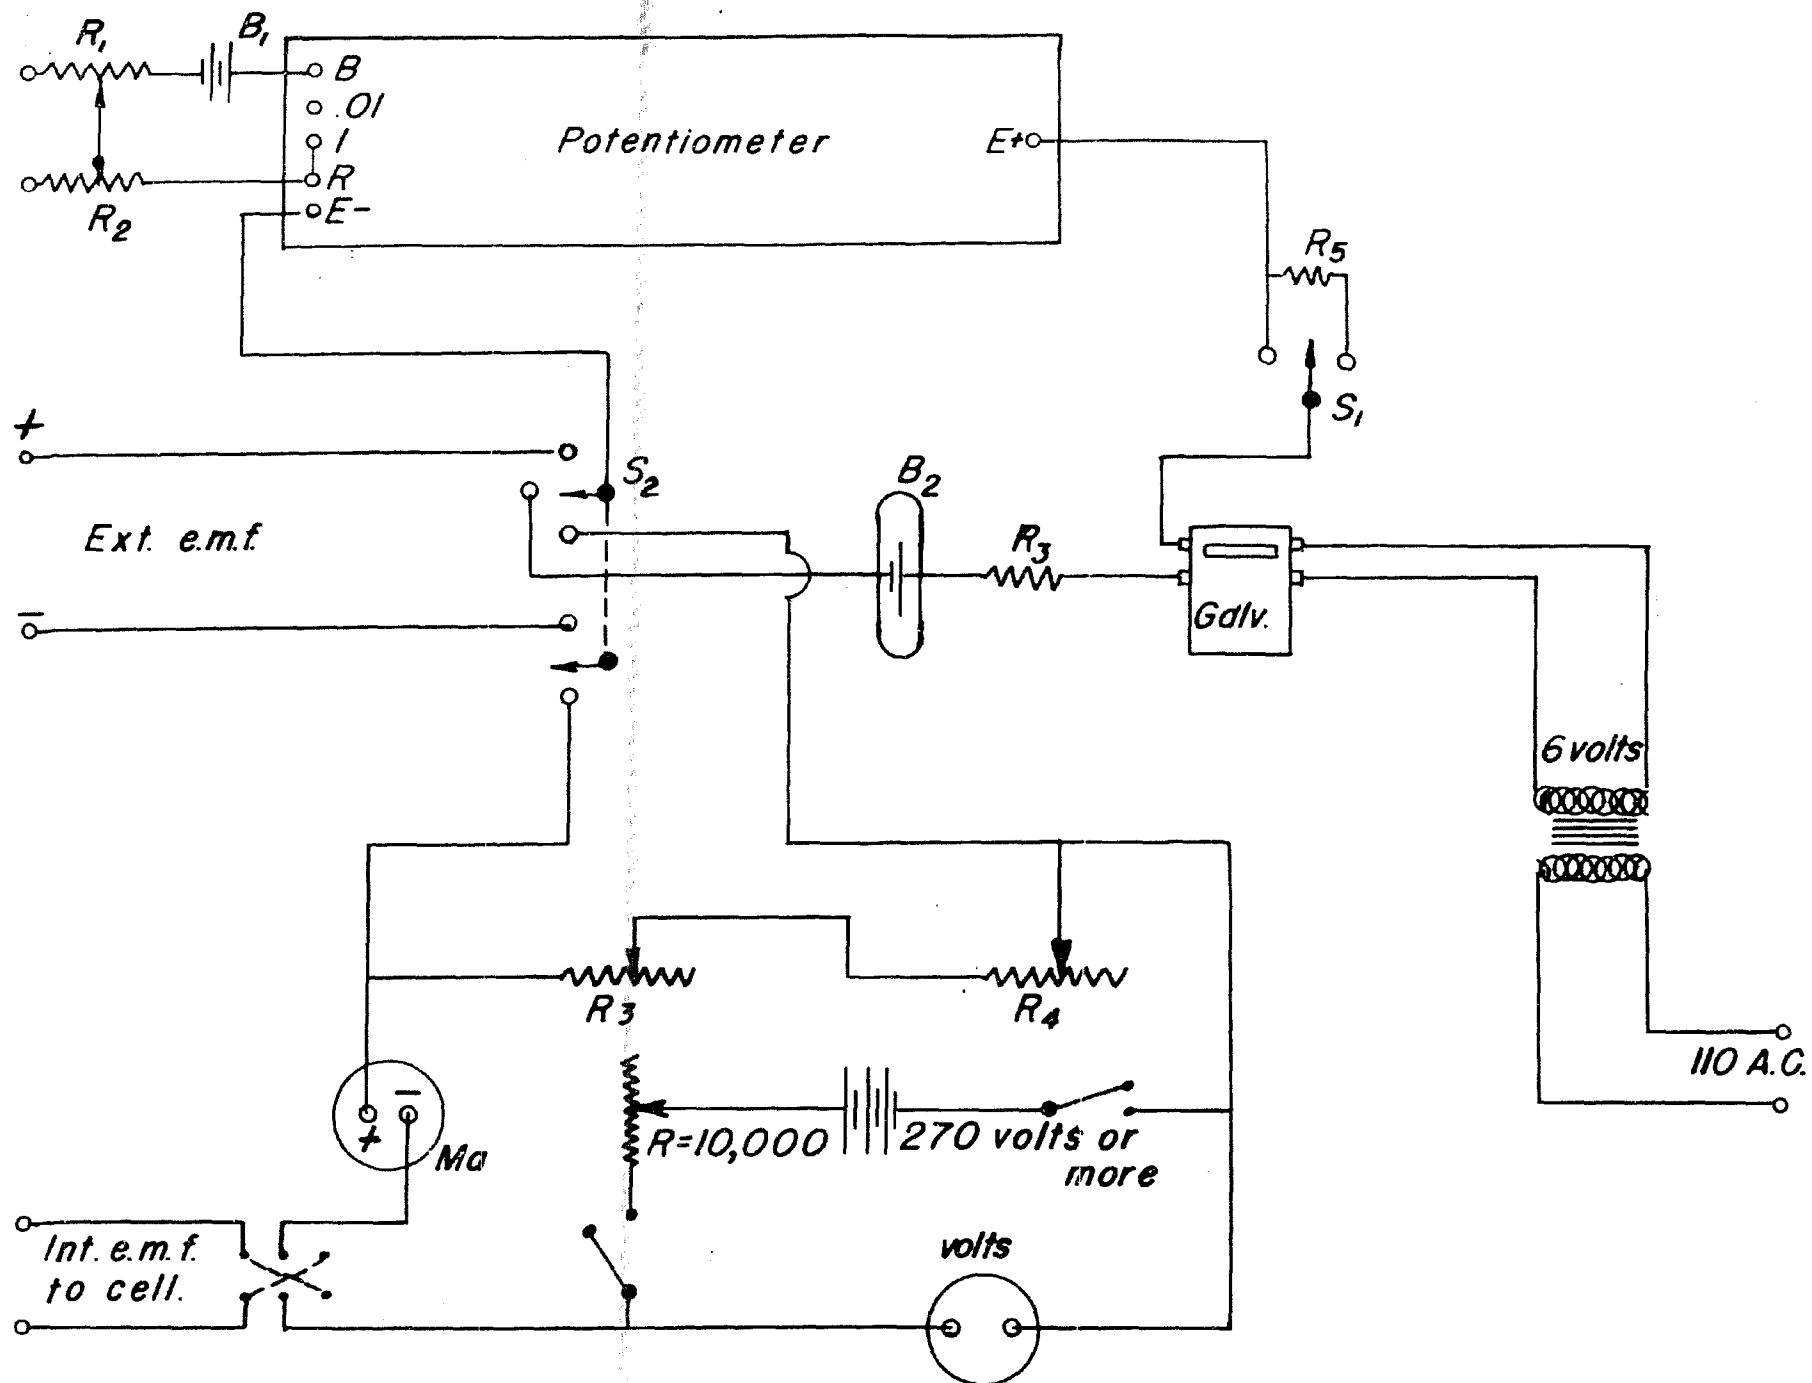 R1
B1
B
.01
1
R
E-
Potentiometer
E+
R2
R5
S1
+
S2
B2
Ext. e.m.f.
R3
Galv.
-
6 volts
110 A.C.
R3
R4
+ -
Ma
R=10,000
270 volts or
more
Int. e.m.f.
to cell.
volts